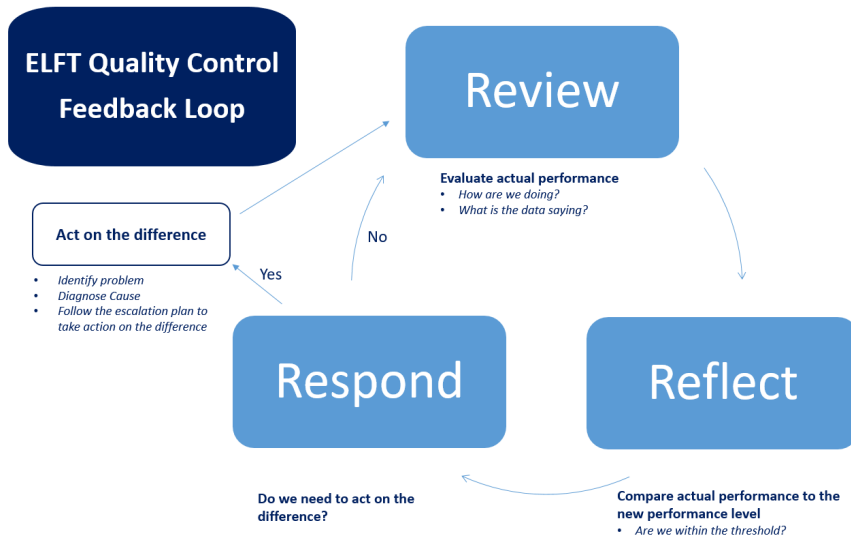 ELFT Quality Control
Feedback Loop
Review
Evaluate actual performance
• How are we doing?
• What is the data saying?
Act on the difference
No
Yes
• Identify problem
• Diagnose Cause
• Follow the escalation plan to
take action on the difference
Respond
Reflect
Do we need to act on the
difference?
Compare actual performance to the
new performance level
• Are we within the threshold?